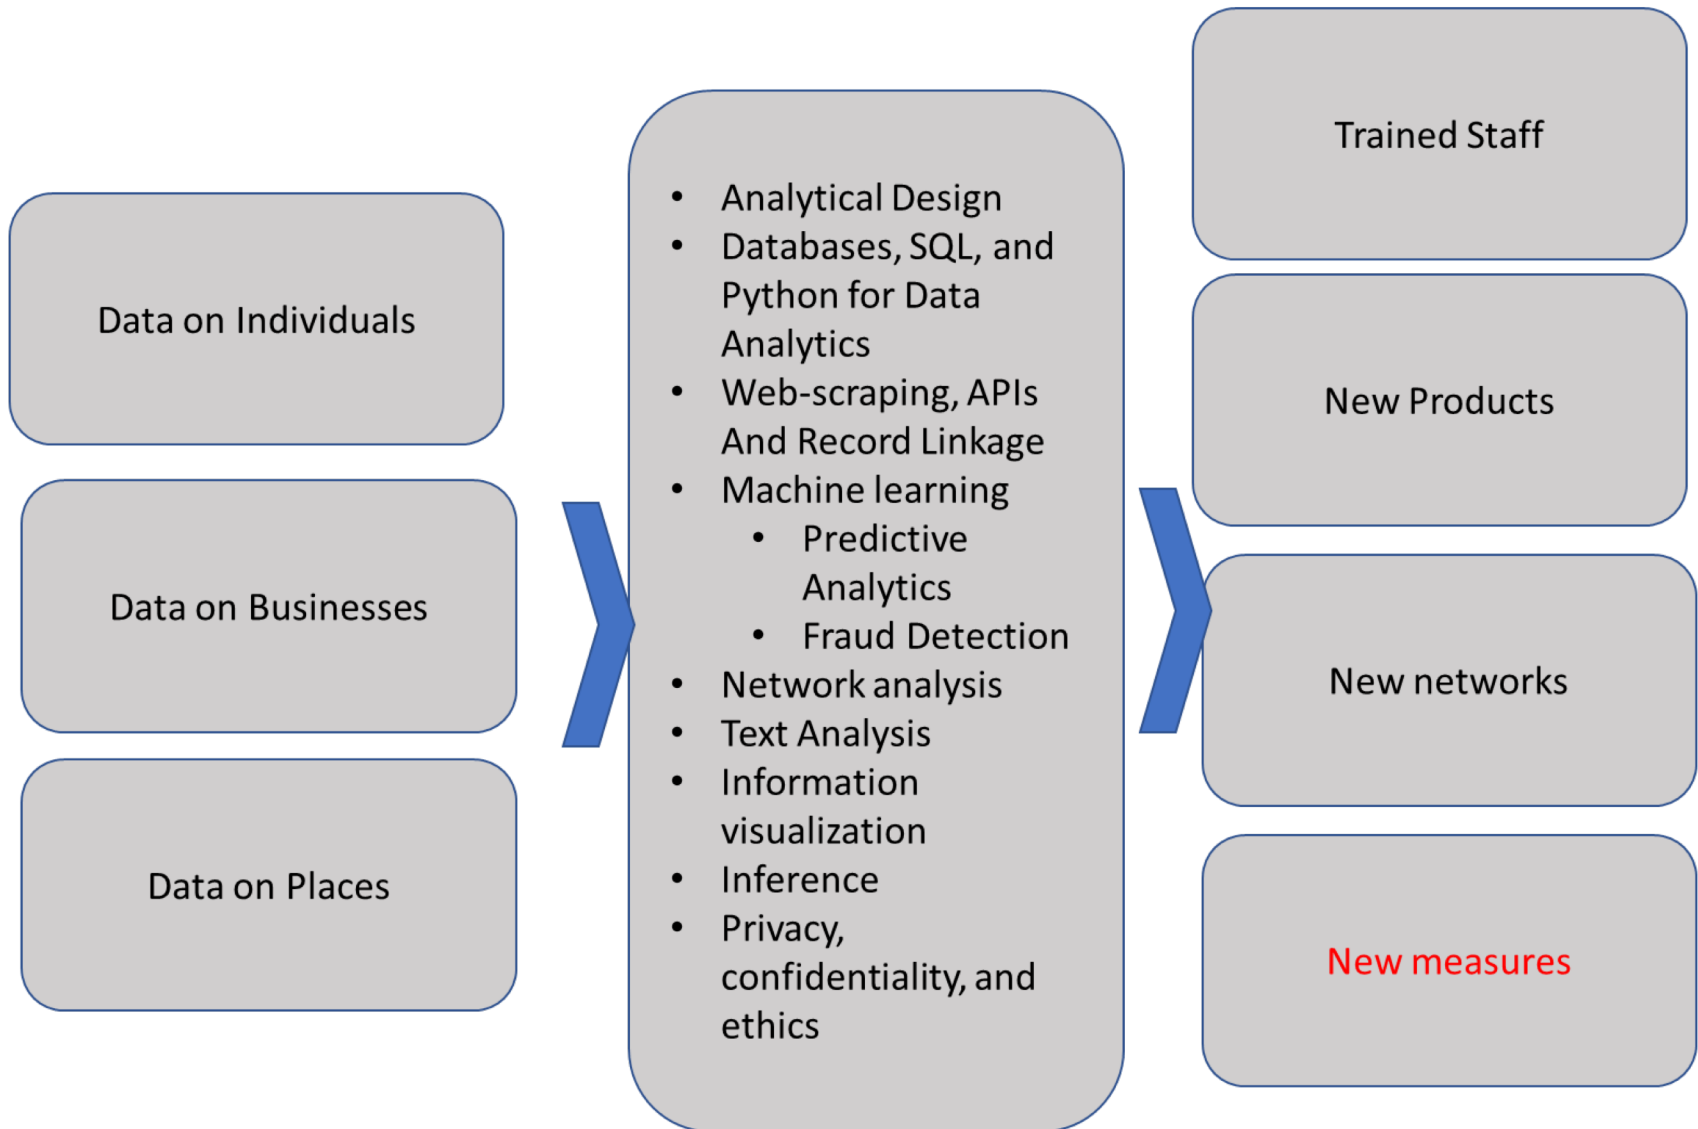 Data on Individuals
Data on Businesses
Data on Places
• Analytical Design
• Databases, SQL, and
Python for Data
Analytics
• Web-scraping, APIs
And Record Linkage
• Machine learning
• Predictive
Analytics
• Fraud Detection
• Network analysis
• Text Analysis
• Information
visualization
• Inference
• Privacy,
confidentiality, and
ethics
Trained Staff
New Products
New networks
New measures